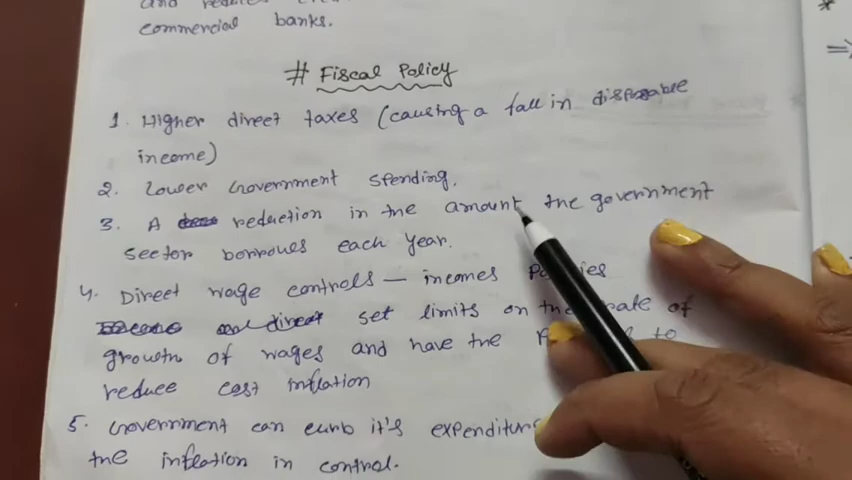 commercial banks.
# Fiscal Policy
1. Higher direct taxes (causing a fall in disposable
income)
2. Lower Government spending.
3. A reduction in the amount the government
sector borrows each year.
4. Direct wage controls — incomes
set limits on the rate of
growth of wages and have the to
reduce cost inflation
5. Government can curb it's
the inflation in control.